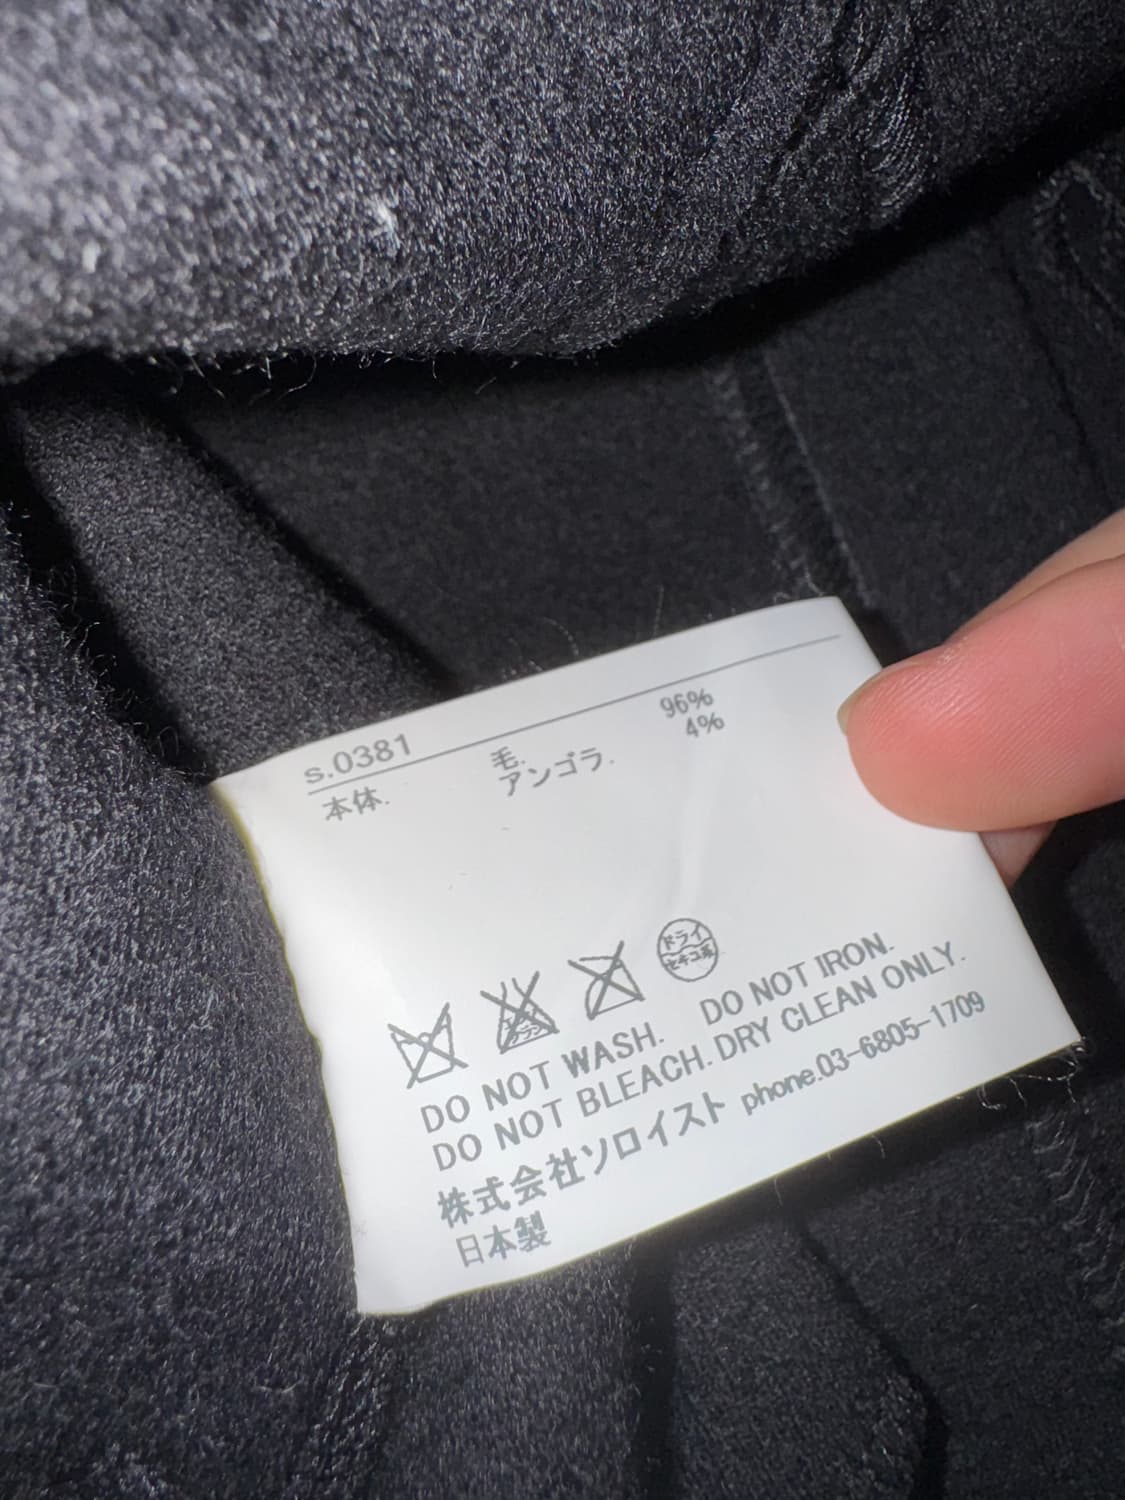 s.0381
本体. 毛. 96%
アンゴラ. 4%
ドライ
セキユ系
DO NOT WASH. DO NOT IRON.
DO NOT BLEACH. DRY CLEAN ONLY.
株式会社ソロイスト phone.03-6805-1709
日本製